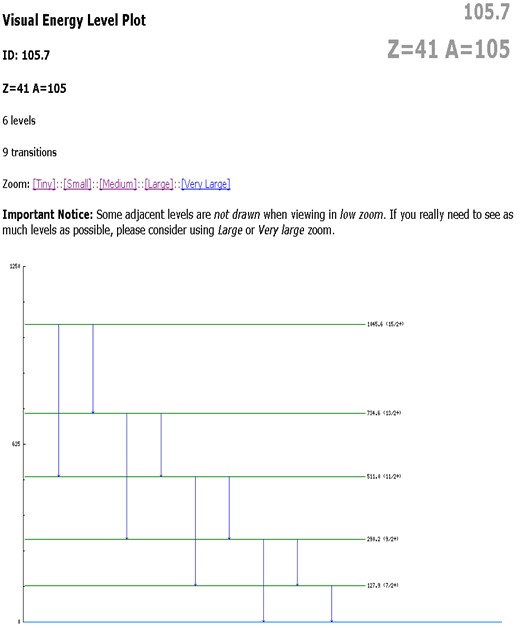 Visual Energy Level Plot
105.7
Z=41 A=105
ID: 105.7
Z=41 A=105
6 levels
9 transitions
Zoom: [Tiny]::[Small]::[Medium]::[Large]::[Very Large]
Important Notice: Some adjacent levels are not drawn when viewing in low zoom. If you really need to see as
much levels as possible, please consider using Large or Very large zoom.
1250
1045.6 (15/2+)
734.6 (13/2+)
625
511.8 (11/2+)
290.2 (9/2+)
127.9 (7/2+)
0